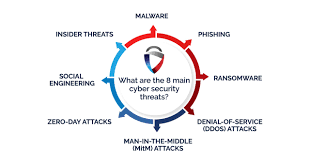 MALWARE
PHISHING
RANSOMWARE
DENIAL-OF-SERVICE
(DDOS) ATTACKS
MAN-IN-THE-MIDDLE
(MitM) ATTACKS
ZERO-DAY ATTACKS
SOCIAL
ENGINEERING
INSIDER THREATS
What are the 8 main
cyber security
threats?